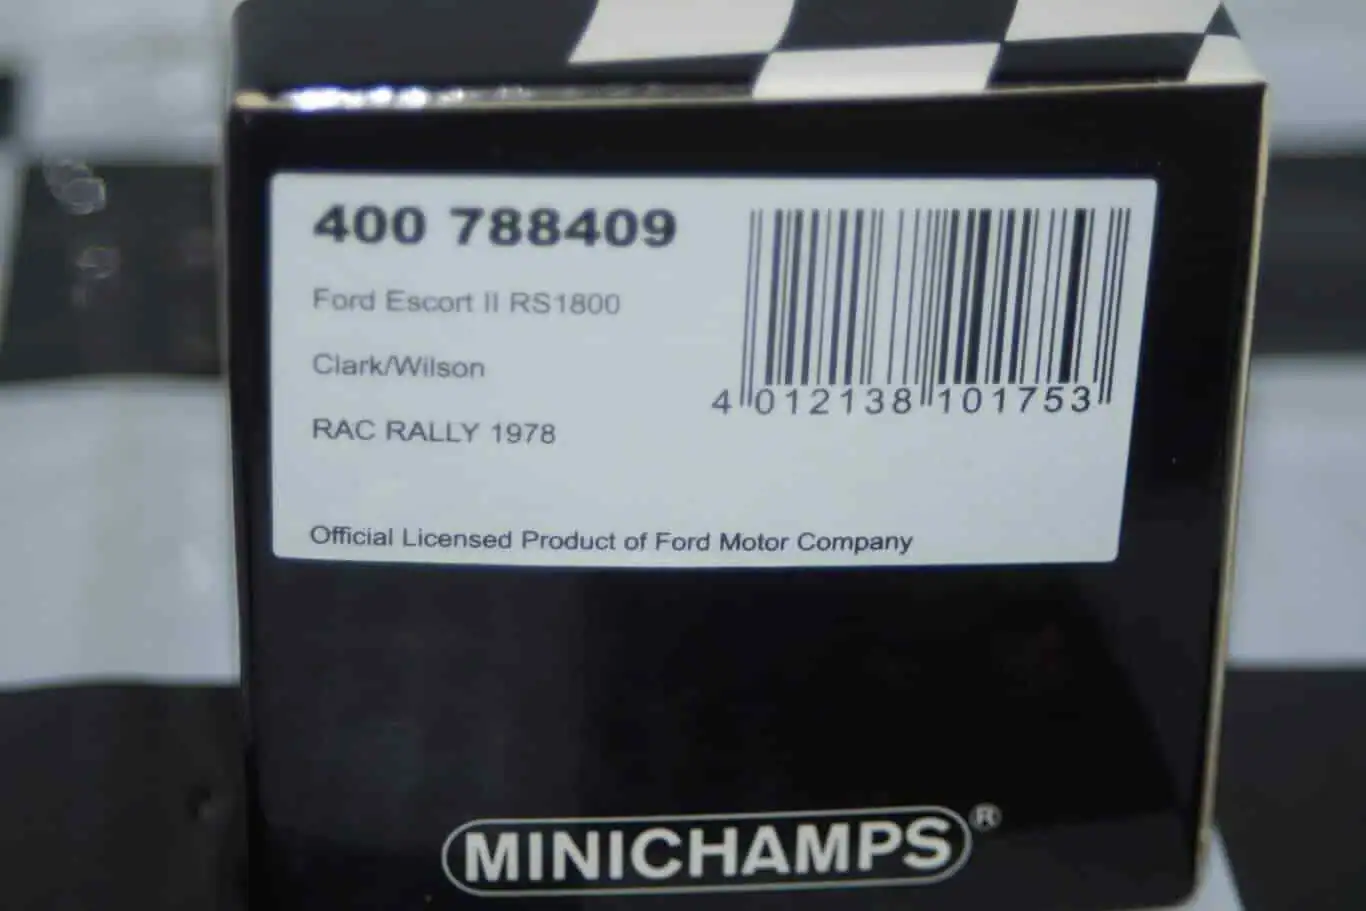 400 788409
Ford Escort II RS1800
Clark/Wilson
RAC RALLY 1978
4 012138 101753
Official Licensed Product of Ford Motor Company
MINICHAMPS®